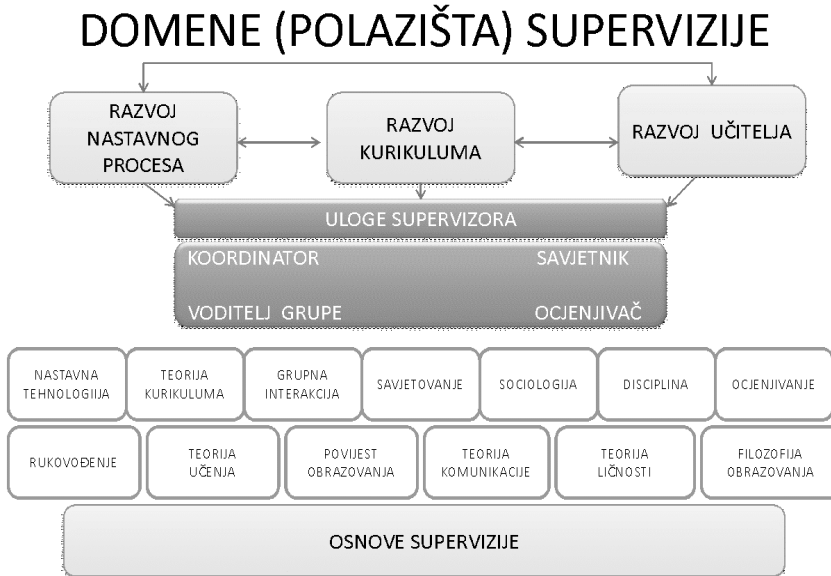 DOMENE (POLAZIŠTA) SUPERVIZIJE
RAZVOJ
NASTAVNOG
PROCESA
RAZVOJ
KURIKULUMA
RAZVOJ UČITELJA
ULOGE SUPERVIZORA
KOORDINATOR
SAVJETNIK
VODITELJ GRUPE
OCJENJIVAČ
NASTAVNA
TEHNOLOGIIJA
TEORIJA
KURIKULUMA
GRUPNA
INTERAKCIJA
SAVJETOVANJE
SOCIOLOGIJA
DISCIPLINA
OCJENJIVANJE
RUKOVOĐENJE
TEORIJA
UČENJA
POVIJEST
OBRAZOVANJA
TEORIJA
KOMUNIKACIJE
TEORIJA
LIČNOSTI
FILOZOFIJA
OBRAZOVANJA
OSNOVE SUPERVIZIJE